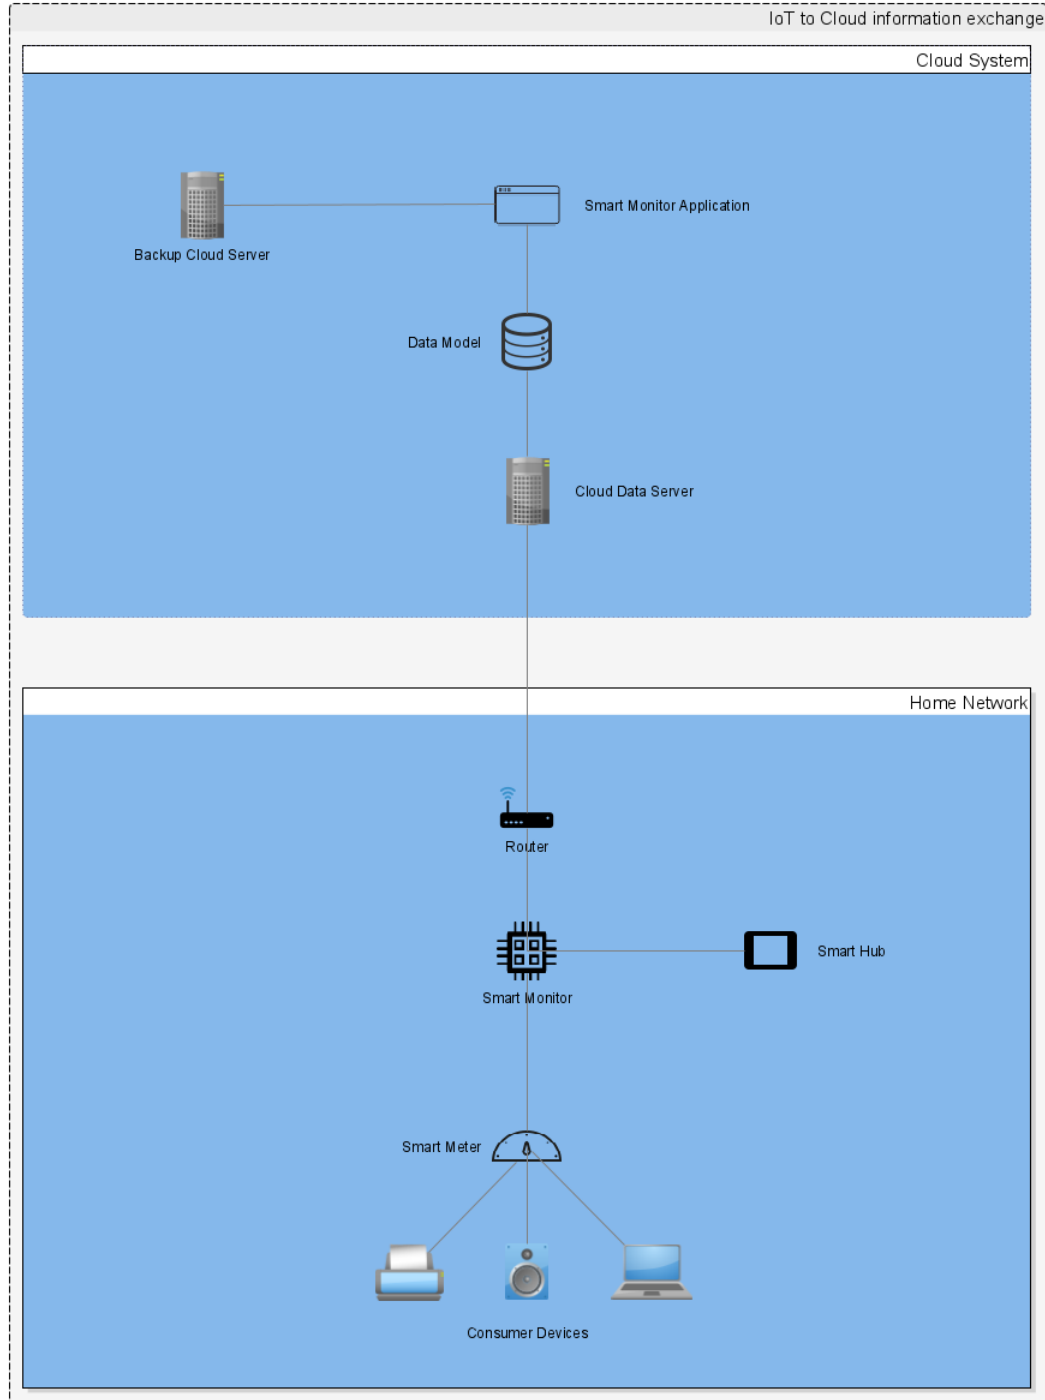 IoT to Cloud information exchange
Cloud System
Smart Monitor Application
Backup Cloud Server
Data Model
Cloud Data Server
Home Network
Router
Smart Hub
Smart Monitor
Smart Meter
Consumer Devices